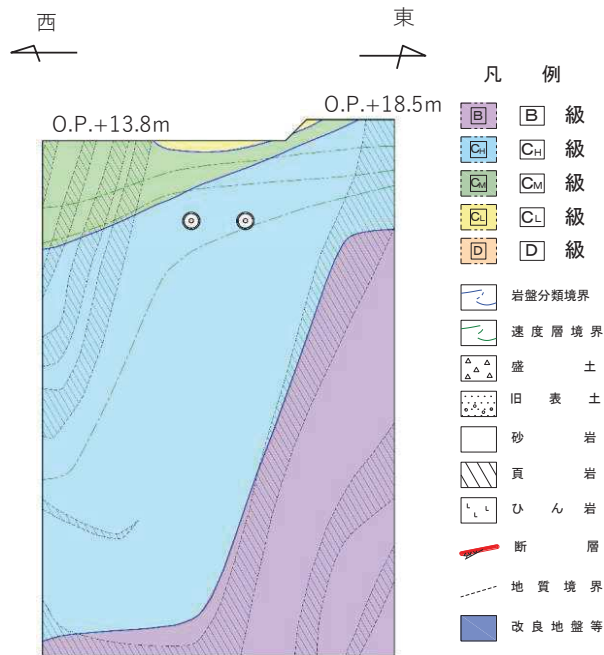 西
東
O.P.+13.8m
O.P.+18.5m
凡 例
B B 級
CH CH 級
CM CM 級
CL CL 級
D D 級
岩盤分類境界
速度層境界
盛土
旧表土
砂岩
頁岩
ひん岩
断層
地質境界
改良地盤等